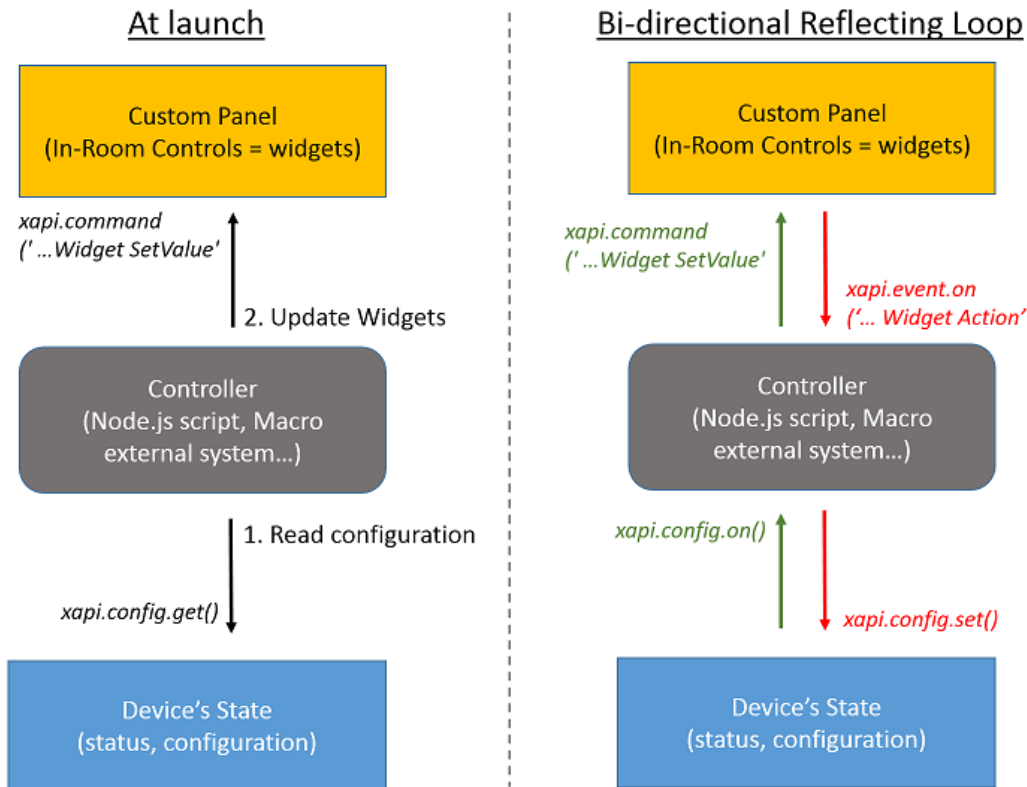 At launch
Custom Panel
(In-Room Controls = widgets)
xapi.command
(' ...Widget SetValue'
2. Update Widgets
Controller
(Node.js script, Macro
external system…)
1. Read configuration
xapi.config.get()
Device’s State
(status, configuration)
Bi-directional Reflecting Loop
Custom Panel
(In-Room Controls = widgets)
xapi.command
(' ...Widget SetValue'
xapi.event.on
(‘... Widget Action’
Controller
(Node.js script, Macro
external system…)
xapi.config.on()
xapi.config.set()
Device’s State
(status, configuration)